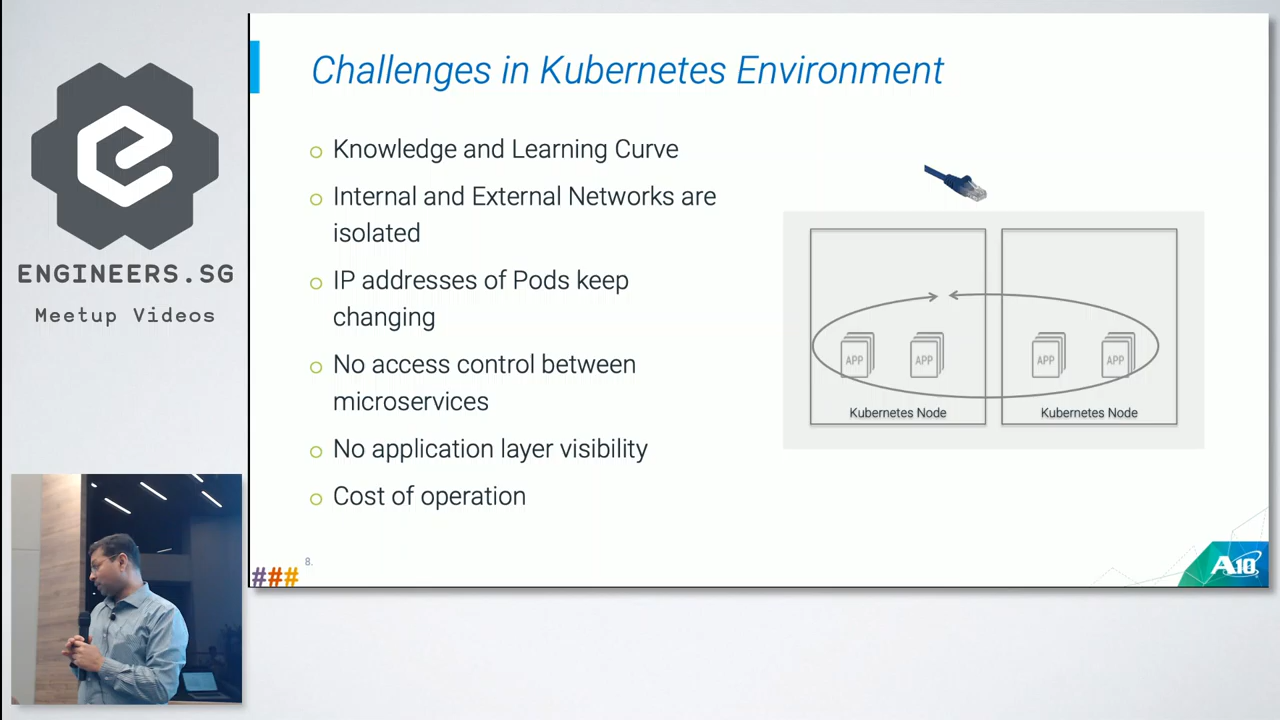 ENGINEERS.SG
Meetup Videos
Challenges in Kubernetes Environment
Knowledge and Learning Curve
Internal and External Networks are
isolated
IP addresses of Pods keep
changing
No access control between
microservices
No application layer visibility
Cost of operation
APP
APP
APP
APP
Kubernetes Node
Kubernetes Node
8.
###
A10